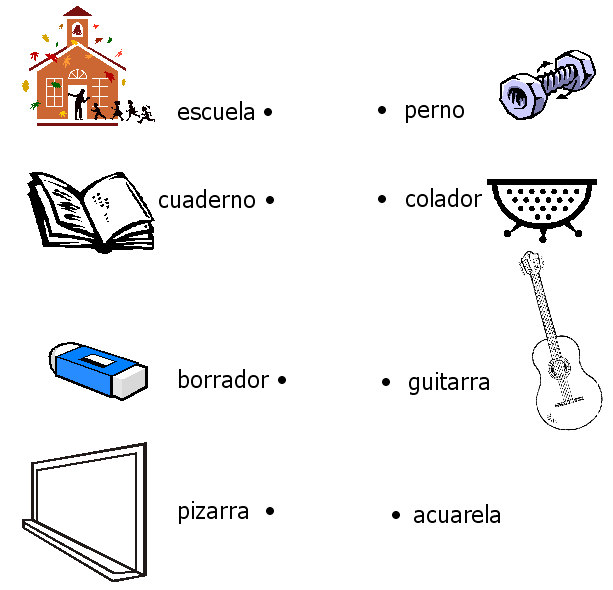 escuela • • perno
cuaderno • • colador
borrador • • guitarra
pizarra • • acuarela